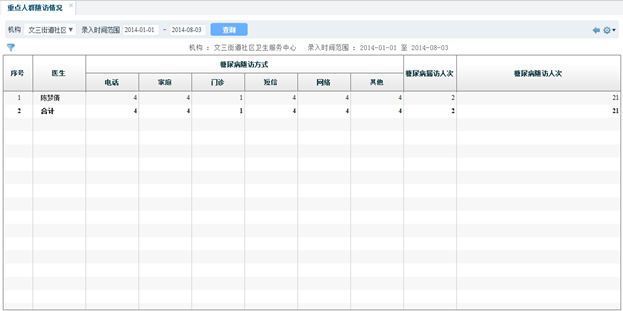 重点人群随访情况
机构 文三街道社区 录入时间范围 2014-01-01 - 2014-08-03 查询
机构 : 文三街道社区卫生服务中心 录入时间范围 : 2014-01-01 至 2014-08-03
序号 医生 糖尿病随访方式 糖尿病届访人次 糖尿病随访人次
电话 家庭 门诊 短信 网络 其他
1 陈梦倩 4 4 1 4 4 4 2 21
2 合计 4 4 1 4 4 4 2 21